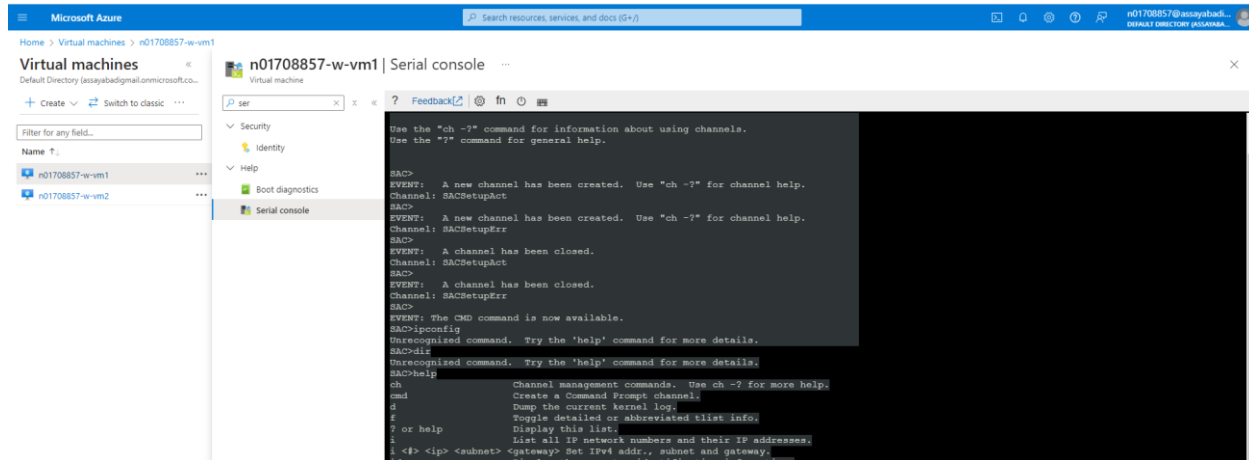 Microsoft Azure
Search resources, services, and docs (G+/)
n01708857@assayabadi...
DEFAULT DIRECTORY (ASSAYABA...
Home > Virtual machines > n01708857-w-vm1
Virtual machines
Default Directory (assayabadigmail.onmicrosoft.co...
+ Create
Switch to classic
Filter for any field...
Name ↑↓
n01708857-w-vm1
n01708857-w-vm2
n01708857-w-vm1 | Serial console
Virtual machine
ser
Security
Identity
Help
Boot diagnostics
Serial console
? Feedback fn
Use the "ch -?" command for information about using channels.
Use the "?" command for general help.
SAC>
EVENT: A new channel has been created. Use "ch -?" for channel help.
Channel: SACSetupAct
SAC>
EVENT: A new channel has been created. Use "ch -?" for channel help.
Channel: SACSetupErr
SAC>
EVENT: A channel has been closed.
Channel: SACSetupAct
SAC>
EVENT: A channel has been closed.
Channel: SACSetupErr
SAC>
EVENT: The CMD command is now available.
SAC>ipconfig
Unrecognized command. Try the 'help' command for more details.
SAC>dir
Unrecognized command. Try the 'help' command for more details.
SAC>help
ch Channel management commands. Use ch -? for more help.
cmd Create a Command Prompt channel.
d Dump the current kernel log.
f Toggle detailed or abbreviated tlist info.
? or help Display this list.
i List all IP network numbers and their IP addresses.
i <#> <ip> <subnet> <gateway> Set IPv4 addr., subnet and gateway.